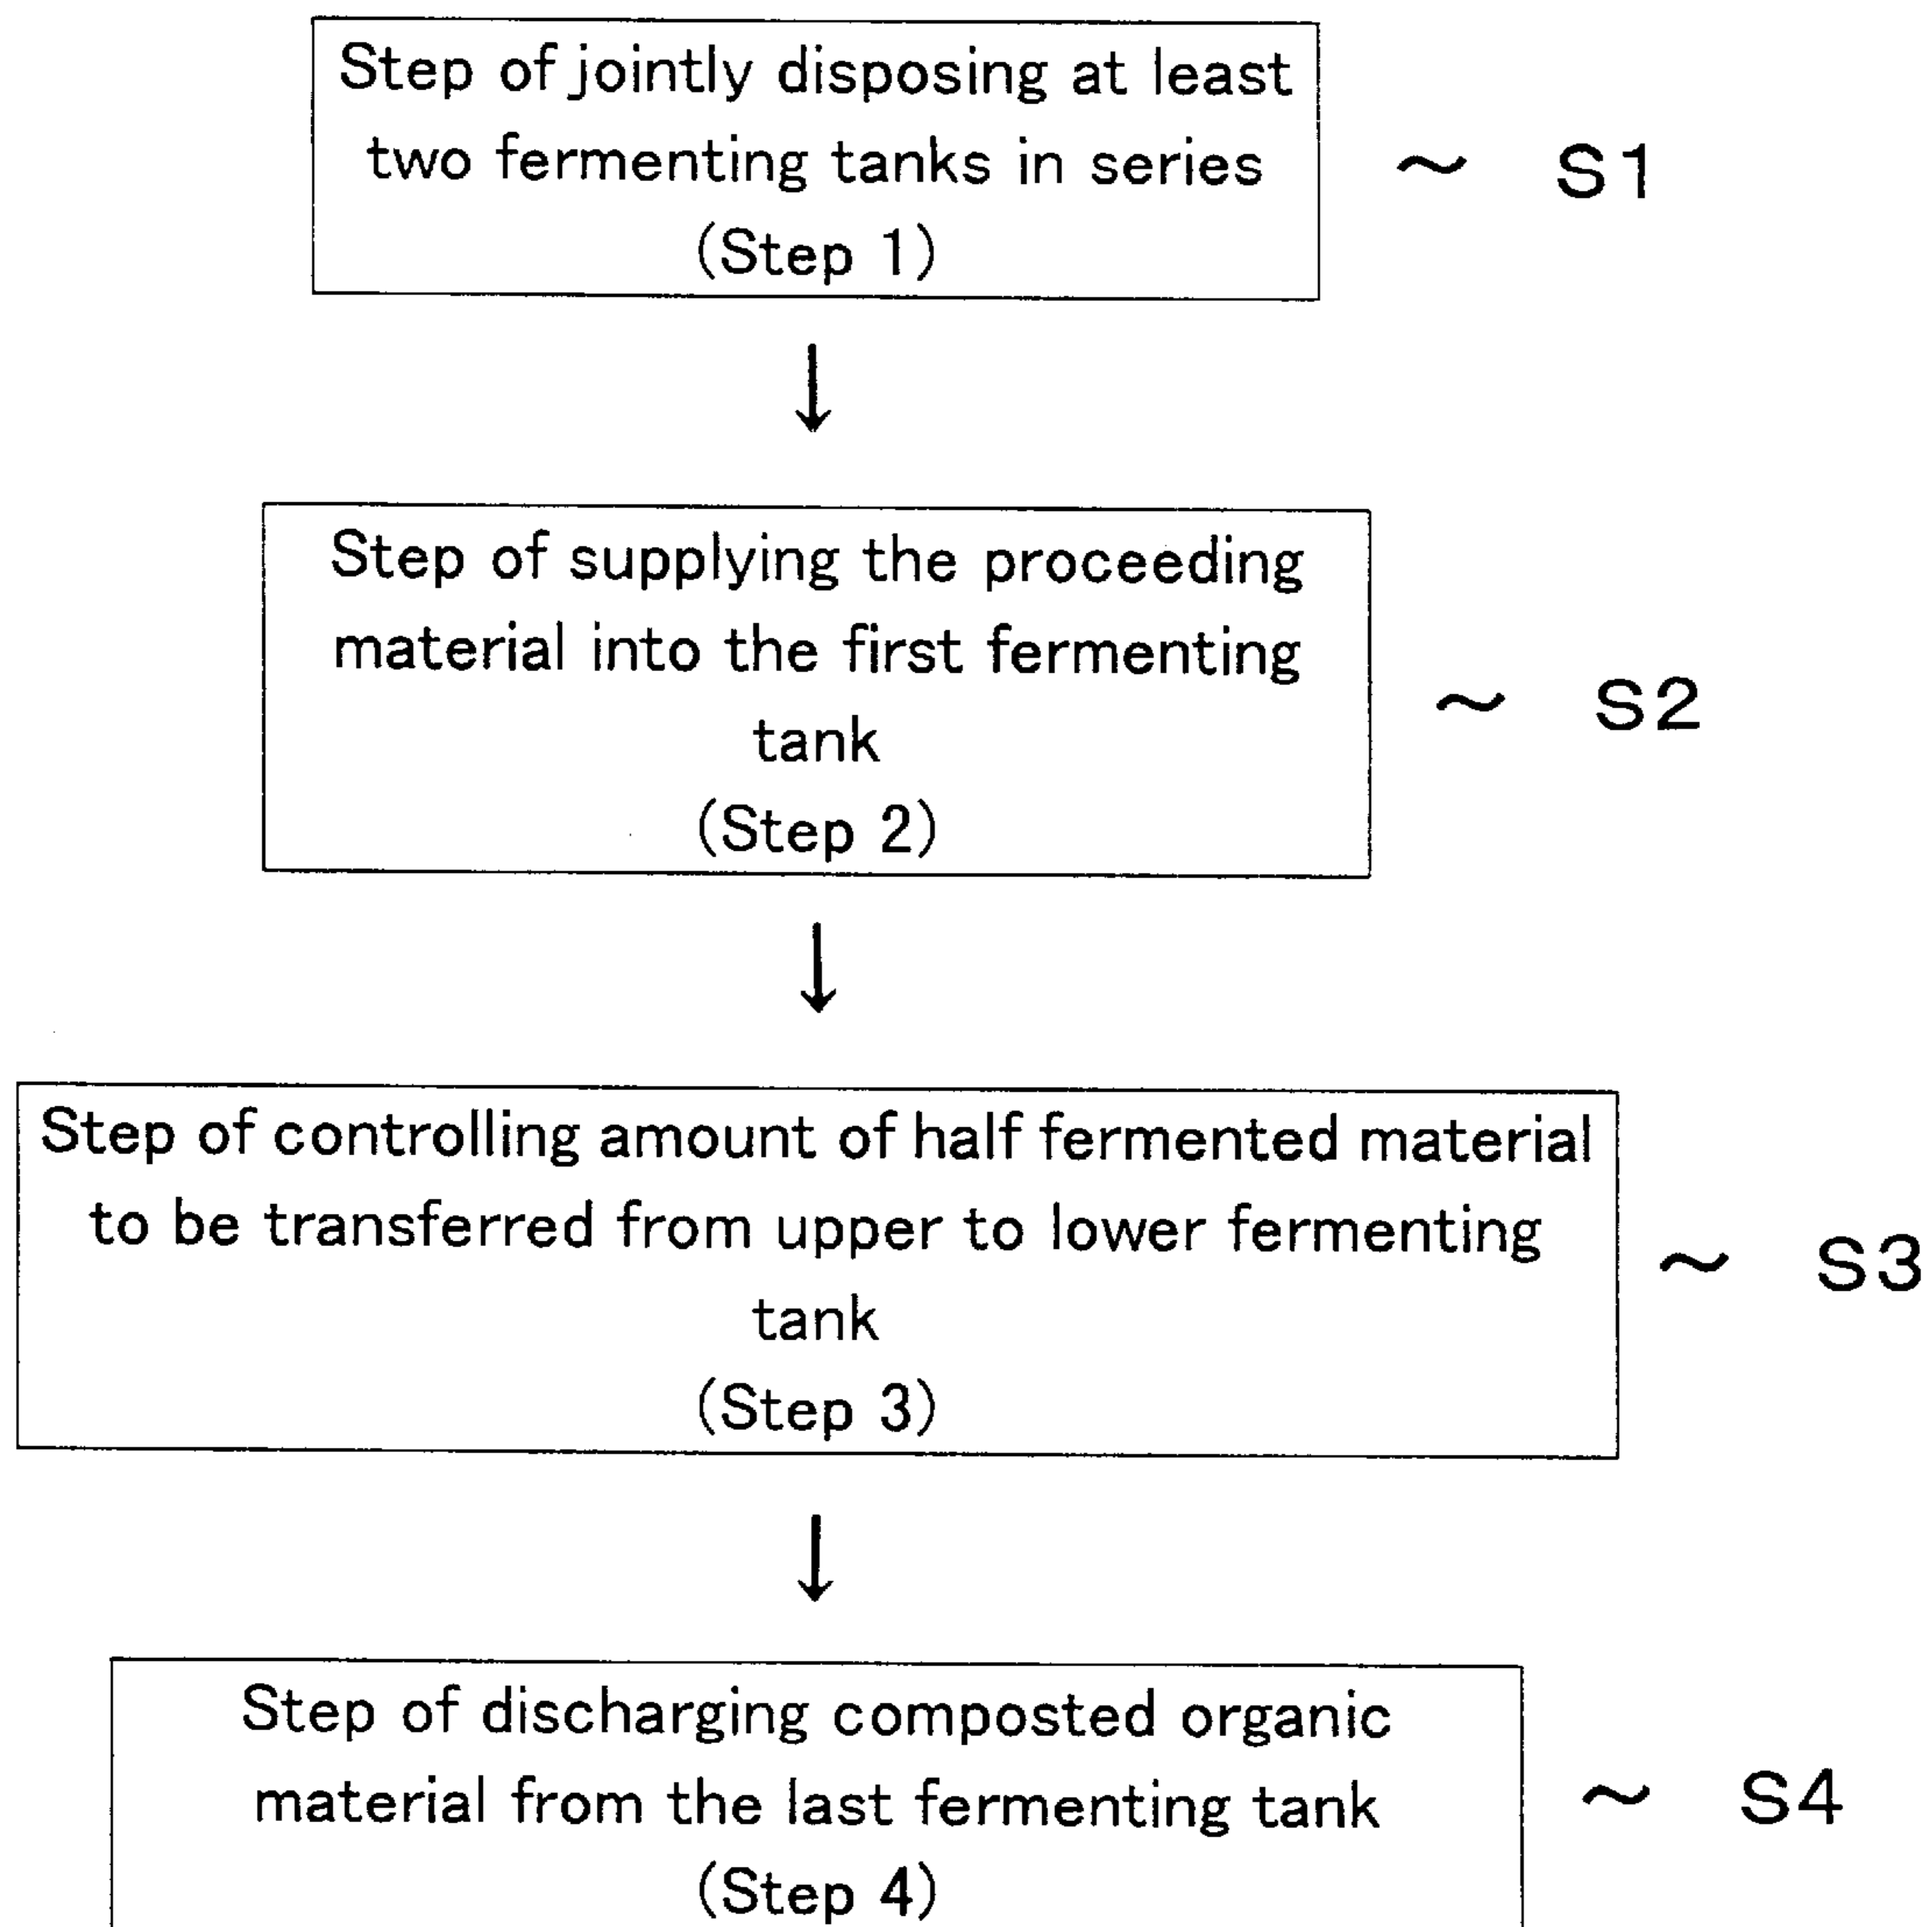 Step of jointly disposing at least
two fermenting tanks in series
(Step 1)
~ S1
↓
Step of supplying the proceeding
material into the first fermenting
tank
(Step 2)
~ S2
↓
Step of controlling amount of half fermented material
to be transferred from upper to lower fermenting
tank
(Step 3)
~ S3
↓
Step of discharging composted organic
material from the last fermenting tank
(Step 4)
~ S4